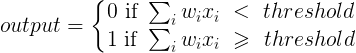 output = { 0 if ∑ᵢ wᵢxᵢ < threshold
1 if ∑ᵢ wᵢxᵢ ⩾ threshold